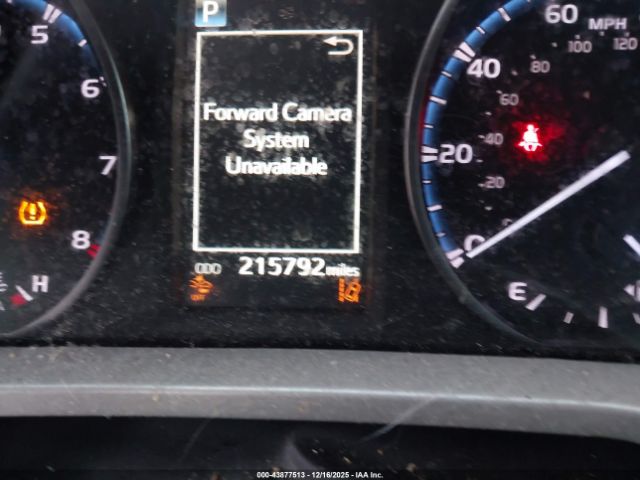 P
Forward Camera
System
Unavailable
ODO 215792 miles
5
6
7
8
H
60 MPH
40
20
0
120
100
80
60
40
20
E
000-43877513 - 12/16/2025 - IAA Inc.